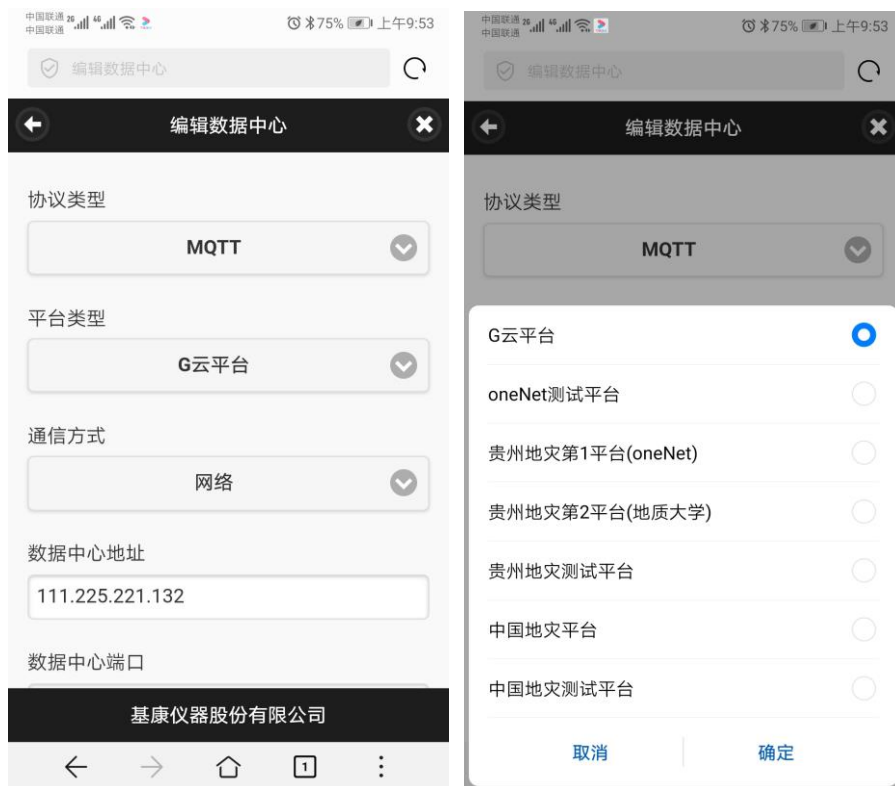 中国联通 2G 4G
中国联通
75% 上午9:53
编辑数据中心
编辑数据中心
协议类型
MQTT
平台类型
G云平台
通信方式
网络
数据中心地址
111.225.221.132
数据中心端口
基康仪器股份有限公司
1
中国联通 2G 4G
中国联通
75% 上午9:53
编辑数据中心
编辑数据中心
协议类型
MQTT
G云平台
oneNet测试平台
贵州地灾第1平台(oneNet)
贵州地灾第2平台(地质大学)
贵州地灾测试平台
中国地灾平台
中国地灾测试平台
取消 确定